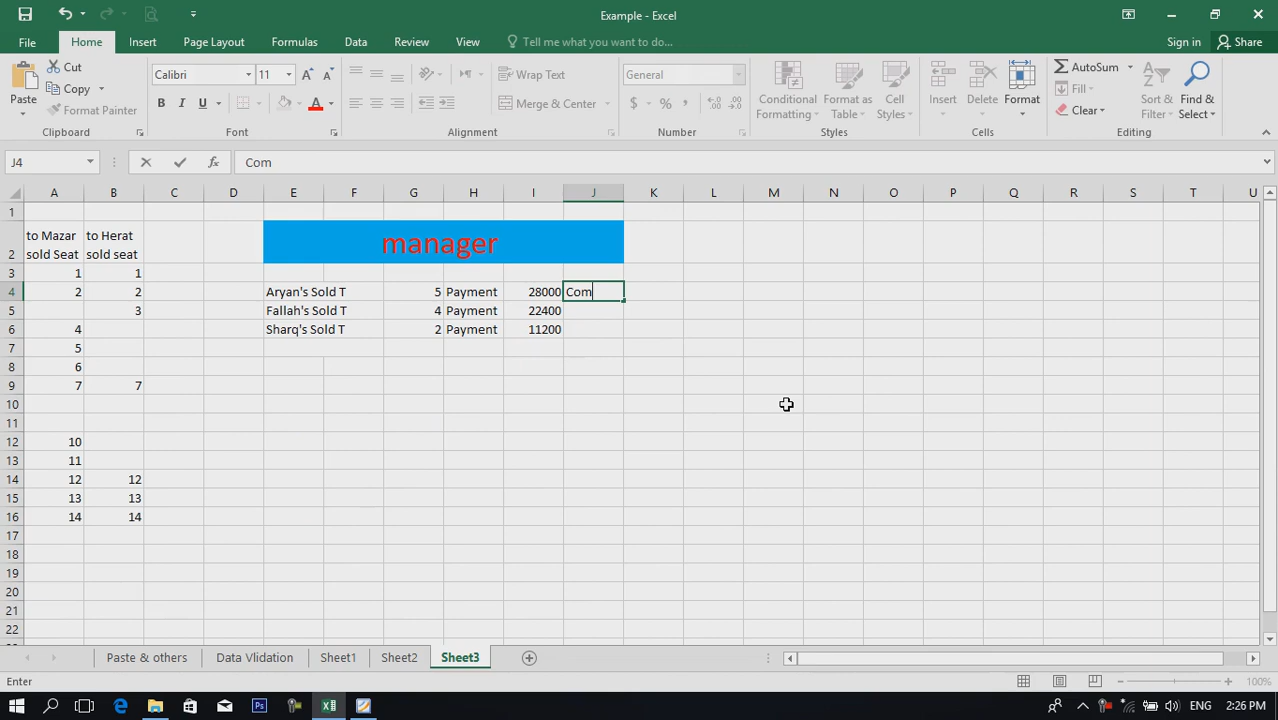 Example - Excel
File Home Insert Page Layout Formulas Data Review View Tell me what you want to do... Sign in Share
Paste Cut Copy Format Painter Clipboard
Calibri 11 B I U A Font
Wrap Text Merge & Center Alignment
General $ % , Number
Conditional Formatting Format as Table Cell Styles Styles
Insert Delete Format Cells
AutoSum Fill Clear Sort & Filter Find & Select Editing
J4 fx Com
A B C D E F G H I J K L M N O P Q R S T U
1
2 to Mazar sold Seat to Herat sold seat manager
3 1 1
4 2 2 Aryan's Sold T 5 Payment 28000 Com
5 3 Fallah's Sold T 4 Payment 22400
6 4 Sharq's Sold T 2 Payment 11200
7 5
8 6
9 7 7
10
11
12 10
13 11
14 12 12
15 13 13
16 14 14
17
18
19
20
21
22
Paste & others Data Vlidation Sheet1 Sheet2 Sheet3
Enter 100%
ENG 2:26 PM